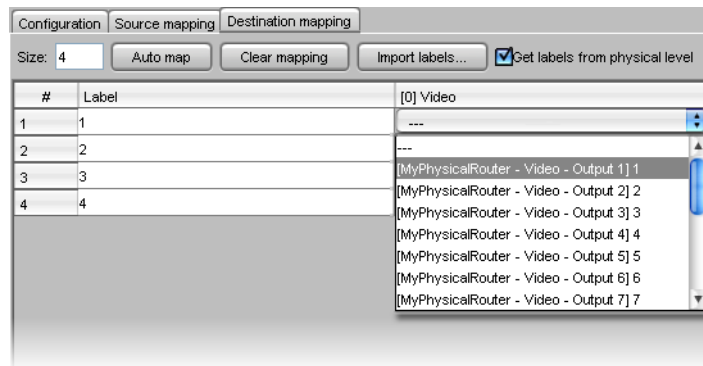 Configuration Source mapping Destination mapping
Size: 4 Auto map Clear mapping Import labels... Get labels from physical level
# Label [0] Video
1 1 ---
2 2 ---
[MyPhysicalRouter - Video - Output 1] 1
3 3 [MyPhysicalRouter - Video - Output 2] 2
[MyPhysicalRouter - Video - Output 3] 3
4 4 [MyPhysicalRouter - Video - Output 4] 4
[MyPhysicalRouter - Video - Output 5] 5
[MyPhysicalRouter - Video - Output 6] 6
[MyPhysicalRouter - Video - Output 7] 7